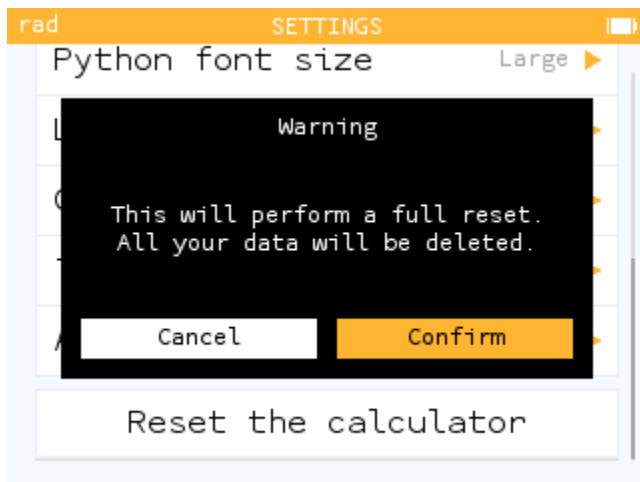 rad SETTINGS
Python font size Large
Warning
This will perform a full reset.
All your data will be deleted.
Cancel Confirm
Reset the calculator